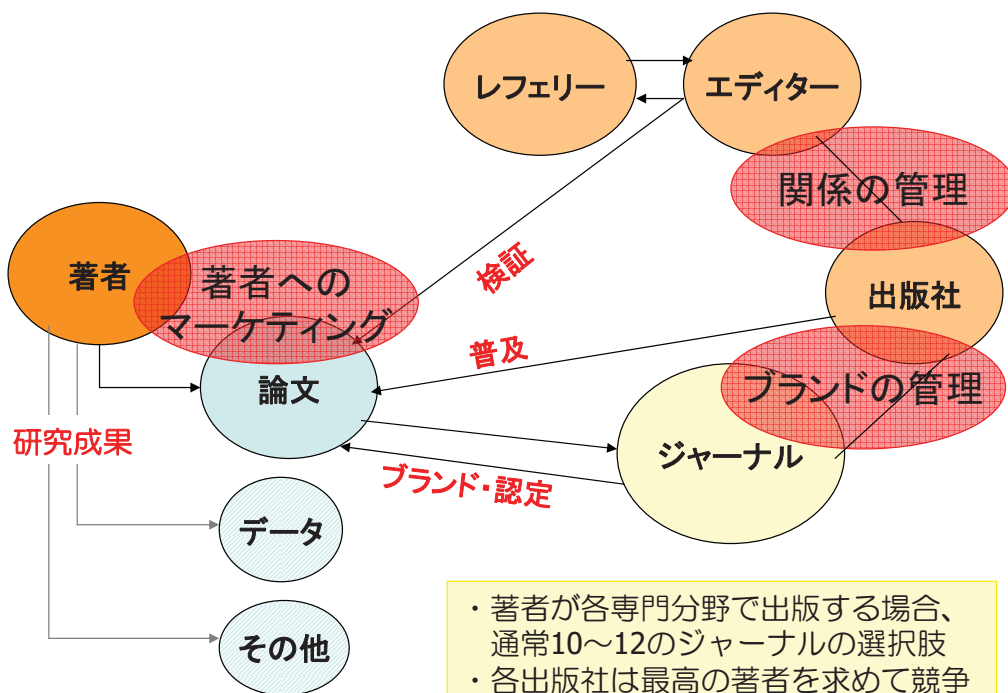 レフェリー
エディター
関係の管理
著者
著者への
マーケティング
検証
出版社
普及
論文
ブランドの管理
研究成果
ジャーナル
ブランド・認定
データ
その他
・著者が各専門分野で出版する場合、
通常10～12のジャーナルの選択肢
・各出版社は最高の著者を求めて競争